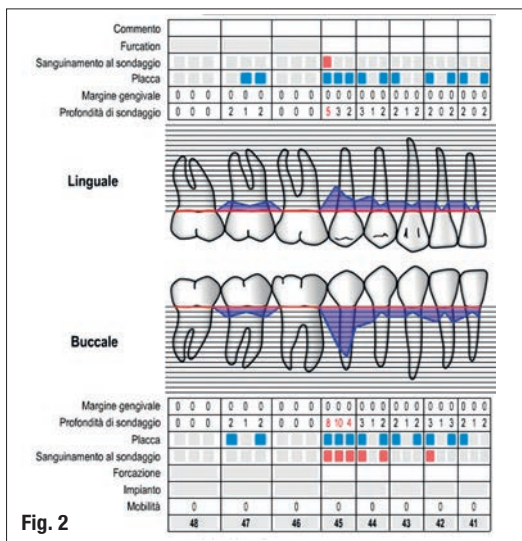 Commento
Furcation
Sanguinamento al sondaggio
Placca
Margine gengivale 0 0 0 0 0 0 0 0 0 0 0 0 0 0 0 0 0 0 0 0 0 0 0 0
Profondità di sondaggio 0 0 0 2 1 2 0 0 0 5 3 2 3 1 2 2 1 2 2 0 2 2 0 2
Linguale
Buccale
Margine gengivale 0 0 0 0 0 0 0 0 0 0 0 0 0 0 0 0 0 0 0 0 0 0 0 0
Profondità di sondaggio 0 0 0 2 1 2 0 0 0 8 10 4 3 1 2 2 1 2 3 1 3 2 1 2
Placca
Sanguinamento al sondaggio
Forcazione
Impianto
Mobilità 0 0 0 0 0 0 0 0
48 47 46 45 44 43 42 41
Fig. 2